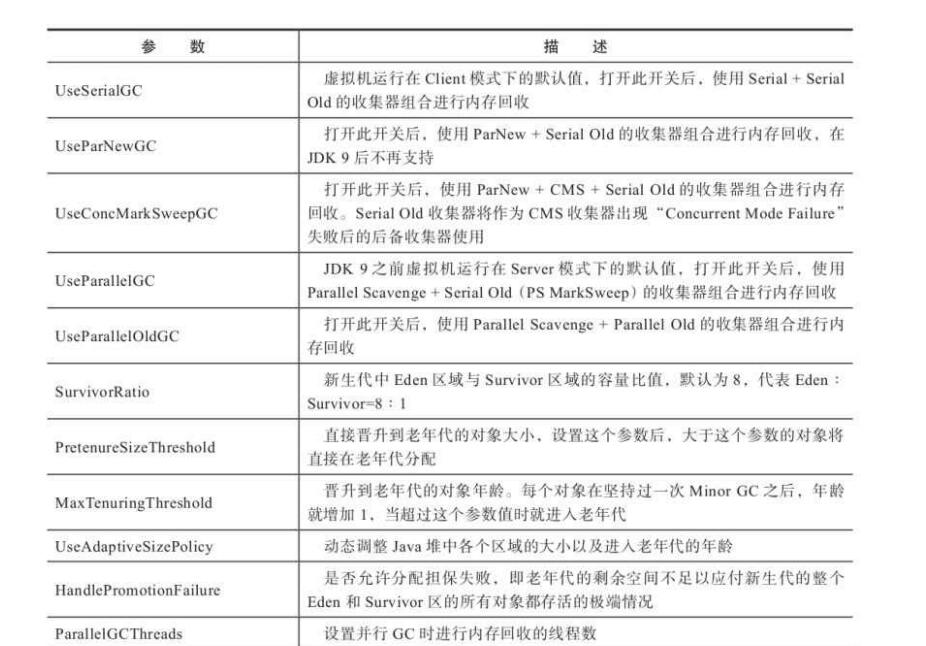 参 数 描 述
UseSerialGC
虚拟机运行在 Client 模式下的默认值，打开此开关后，使用 Serial + Serial
Old 的收集器组合进行内存回收
UseParNewGC
打开此开关后，使用 ParNew + Serial Old 的收集器组合进行内存回收，在
JDK 9 后不再支持
UseConcMarkSweepGC
打开此开关后，使用 ParNew + CMS + Serial Old 的收集器组合进行内存
回收。Serial Old 收集器将作为 CMS 收集器出现“Concurrent Mode Failure”
失败后的后备收集器使用
UseParallelGC
JDK 9 之前虚拟机运行在 Server 模式下的默认值，打开此开关后，使用
Parallel Scavenge + Serial Old（PS MarkSweep）的收集器组合进行内存回收
UseParallelOldGC
打开此开关后，使用 Parallel Scavenge + Parallel Old 的收集器组合进行内
存回收
SurvivorRatio
新生代中 Eden 区域与 Survivor 区域的容量比值，默认为 8，代表 Eden：
Survivor=8：1
PretenureSizeThreshold
直接晋升到老年代的对象大小，设置这个参数后，大于这个参数的对象将
直接在老年代分配
MaxTenuringThreshold
晋升到老年代的对象年龄。每个对象在坚持过一次 Minor GC 之后，年龄
就增加 1，当超过这个参数值时就进入老年代
UseAdaptiveSizePolicy
动态调整 Java 堆中各个区域的大小以及进入老年代的年龄
HandlePromotionFailure
是否允许分配担保失败，即老年代的剩余空间不足以应付新生代的整个
Eden 和 Survivor 区的所有对象都存活的极端情况
ParallelGCThreads
设置并行 GC 时进行内存回收的线程数